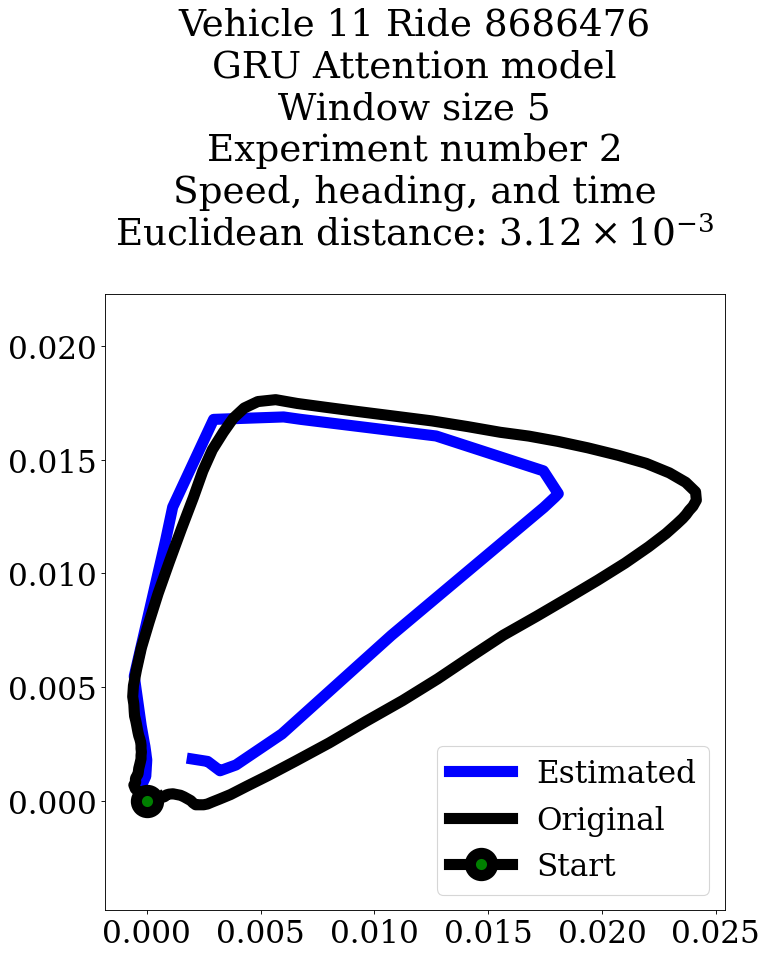 Vehicle 11 Ride 8686476
GRU Attention model
Window size 5
Experiment number 2
Speed, heading, and time
Euclidean distance: 3.12 × 10⁻³
0.020
0.015
0.010
0.005
0.000
Estimated
Original
Start
0.000 0.005 0.010 0.015 0.020 0.025